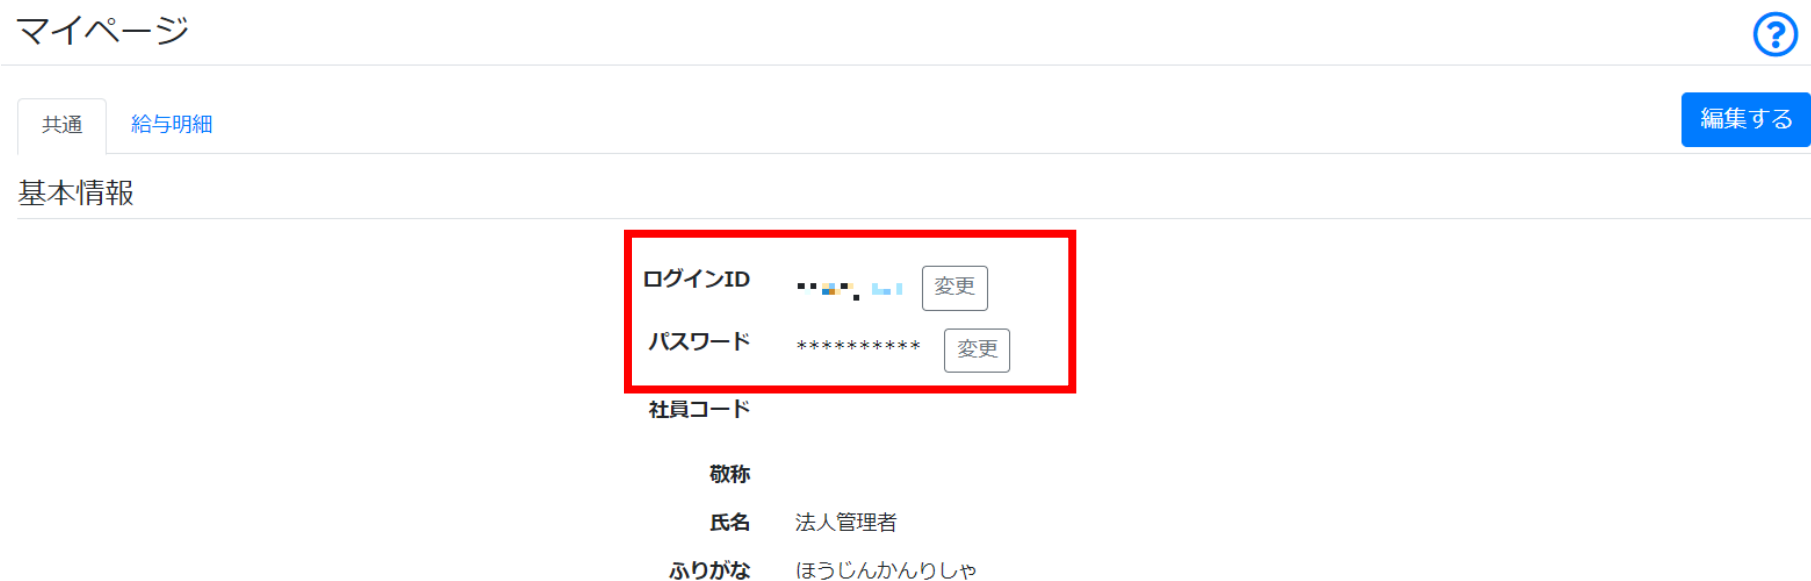 マイページ
?
共通 給与明細 編集する
基本情報
ログインID 変更
パスワード ********** 変更
社員コード
敬称
氏名 法人管理者
ふりがな ほうじんかんりしゃ